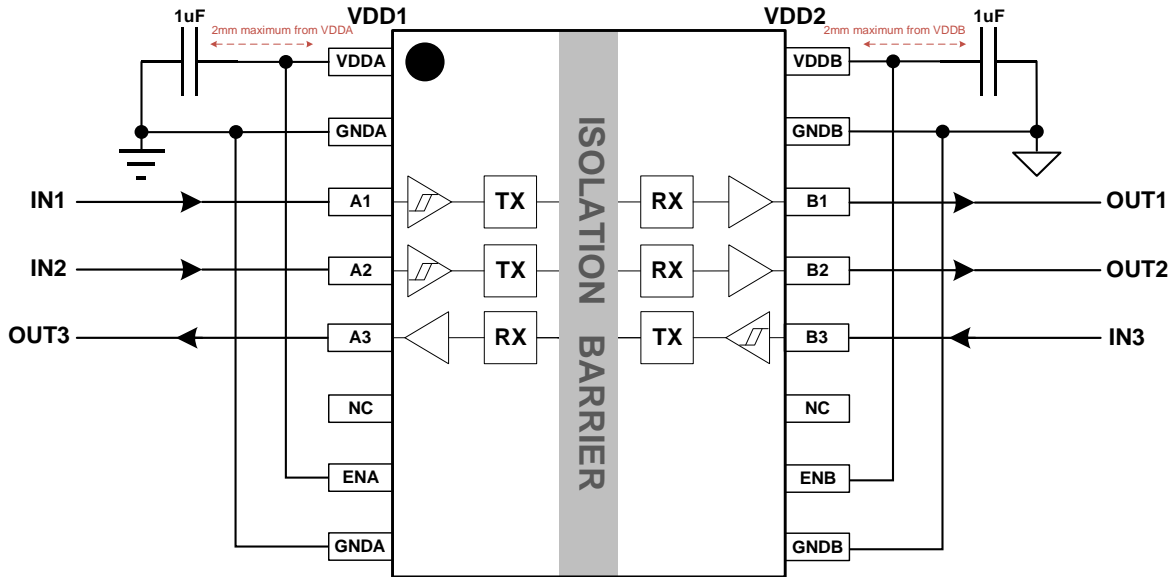 1uF
VDD1
VDD2
1uF
2mm maximum from VDDA
2mm maximum from VDDB
VDDA
VDDB
GNDA
GNDB
ISOLATION BARRIER
IN1
A1
TX
RX
B1
OUT1
IN2
A2
TX
RX
B2
OUT2
OUT3
A3
RX
TX
B3
IN3
NC
NC
ENA
ENB
GNDA
GNDB